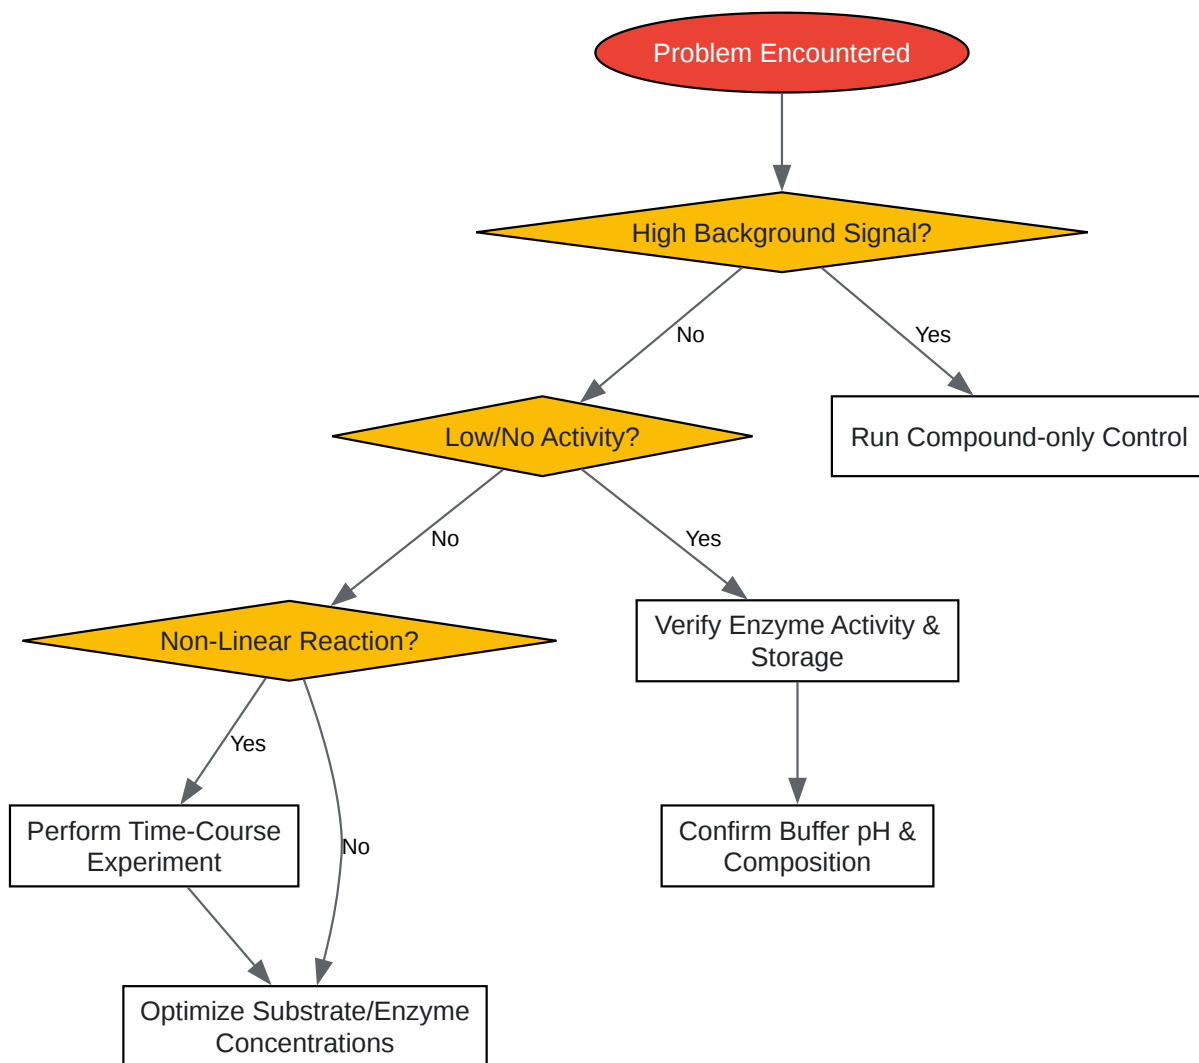 Problem Encountered
High Background Signal?
No
Yes
Low/No Activity?
Run Compound-only Control
No
Yes
Non-Linear Reaction?
Verify Enzyme Activity &
Storage
Yes
No
Perform Time-Course
Experiment
Confirm Buffer pH &
Composition
Optimize Substrate/Enzyme
Concentrations